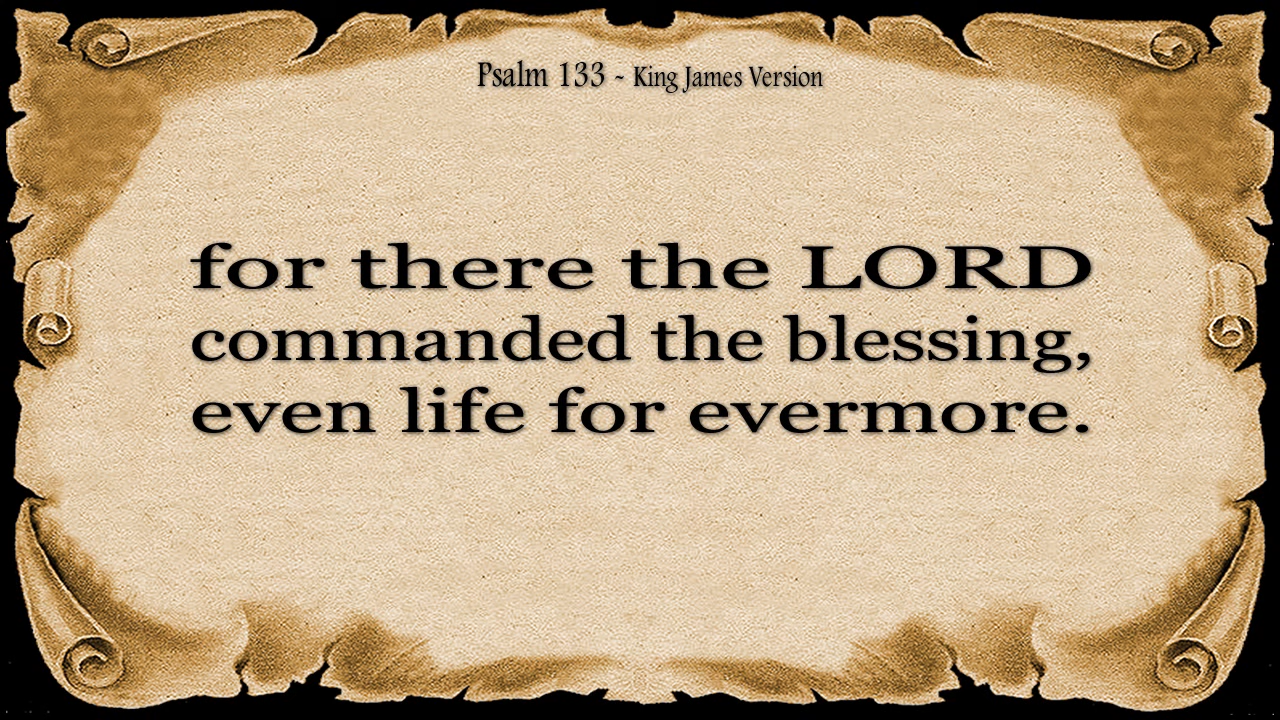 Psalm 133 - King James Version
for there the LORD
commanded the blessing,
even life for evermore.